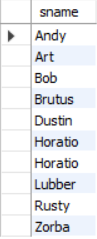 sname
Andy
Art
Bob
Brutus
Dustin
Horatio
Horatio
Lubber
Rusty
Zorba